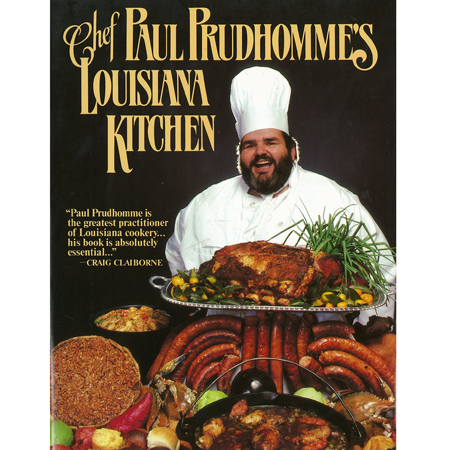 Chef PAUL PRUDHOMME'S
LOUISIANA
KITCHEN
"Paul Prudhomme is
the greatest practitioner
of Louisiana cookery...
his book is absolutely
essential..."
—CRAIG CLAIBORNE